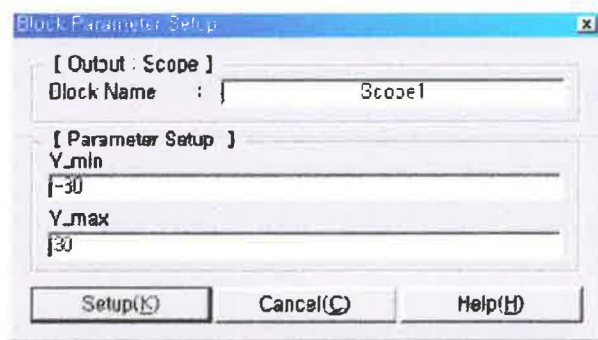 Block Parameter Setup
[ Output : Scope ]
Block Name : Scope1
[ Parameter Setup ]
Y_min
-30
Y_max
30
Setup(K) Cancel(C) Help(H)